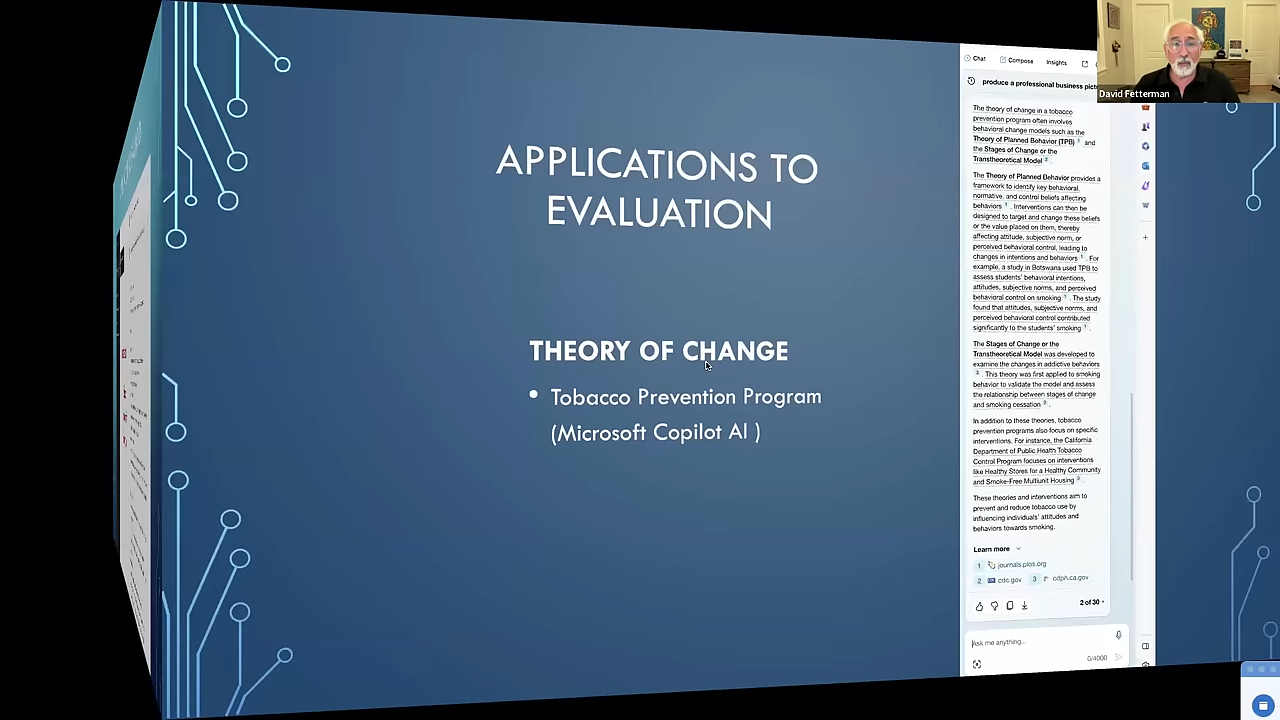 APPLICATIONS TO
EVALUATION
THEORY OF CHANGE
• Tobacco Prevention Program
(Microsoft Copilot AI )
Chat
Compose
Insights
produce a professional business pict
The theory of change in a tobacco
prevention program often involves
behavioral change models such as the
Theory of Planned Behavior (TPB) 1 and
the Stages of Change or the
Transtheoretical Model 2 .
The Theory of Planned Behavior provides a
framework to identify key behavioral,
normative, and control beliefs affecting
behaviors 1 . Interventions can then be
designed to target and change these beliefs
or the value placed on them, thereby
affecting attitude, subjective norm, or
perceived behavioral control, leading to
changes in intentions and behaviors 1 . For
example, a study in Botswana used TPB to
assess students' behavioral intentions,
attitudes, subjective norms, and perceived
behavioral control on smoking 1 . The study
found that attitudes, subjective norms, and
perceived behavioral control contributed
significantly to the students' smoking 1 .
The Stages of Change or the
Transtheoretical Model was developed to
examine the changes in addictive behaviors
2 . This theory was first applied to smoking
behavior to validate the model and assess
the relationship between stages of change
and smoking cessation 2 .
In addition to these theories, tobacco
prevention programs also focus on specific
interventions. For instance, the California
Department of Public Health Tobacco
Control Program focuses on interventions
like Healthy Stores for a Healthy Community
and Smoke-Free Multiunit Housing 3 .
These theories and interventions aim to
prevent and reduce tobacco use by
influencing individuals' attitudes and
behaviors towards smoking.
Learn more
1 journals.plos.org
2 cdc.gov 3 cdph.ca.gov
2 of 30
Ask me anything...
0/4000
David Fetterman